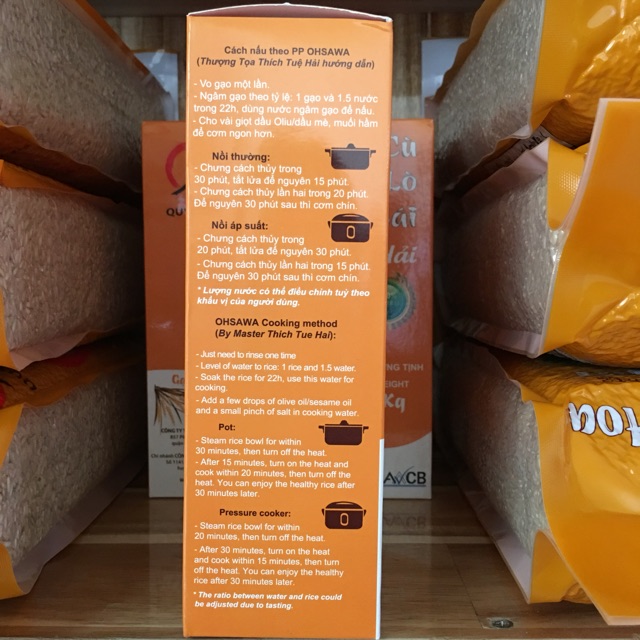 Cách nấu theo PP OHSAWA
(Thượng Tọa Thích Tuệ Hải hướng dẫn)
- Vo gạo một lần.
- Ngâm gạo theo tỷ lệ: 1 gạo và 1.5 nước
trong 22h, dùng nước ngâm gạo để nấu.
- Cho vài giọt dầu Oliu/dầu mè, muối hầm
để cơm ngon hơn.
Nồi thường:
- Chưng cách thủy trong
30 phút, tắt lửa để nguyên 15 phút.
- Chưng cách thủy lần hai trong 20 phút.
Để nguyên 30 phút sau thì cơm chín.
Nồi áp suất:
- Chưng cách thủy trong
20 phút, tắt lửa để nguyên 30 phút.
- Chưng cách thủy lần hai trong 15 phút.
Để nguyên 30 phút sau thì cơm chín.
* Lượng nước có thể điều chỉnh tuỳ theo
khẩu vị của người dùng.
OHSAWA Cooking method
(By Master Thich Tue Hai):
- Just need to rinse one time
- Level of water to rice: 1 rice and 1.5 water.
- Soak the rice for 22h, use this water for
cooking.
- Add a few drops of olive oil/sesame oil
and a small pinch of salt in cooking water.
Pot:
- Steam rice bowl for within
30 minutes, then turn off the heat.
- After 15 minutes, turn on the heat and
cook within 20 minutes, then turn off
the heat. You can enjoy the healthy rice after
30 minutes later.
Pressure cooker:
- Steam rice bowl for within
20 minutes, then turn off the heat.
- After 30 minutes, turn on the heat
and cook within 15 minutes, then turn
off the heat. You can enjoy the healthy
rice after 30 minutes later.
* The ratio between water and rice could
be adjusted due to tasting.
QU
CÔNG TY
Cù
Lò
ái
Hải
NG TỊNH
EIGHT
Kg
CB